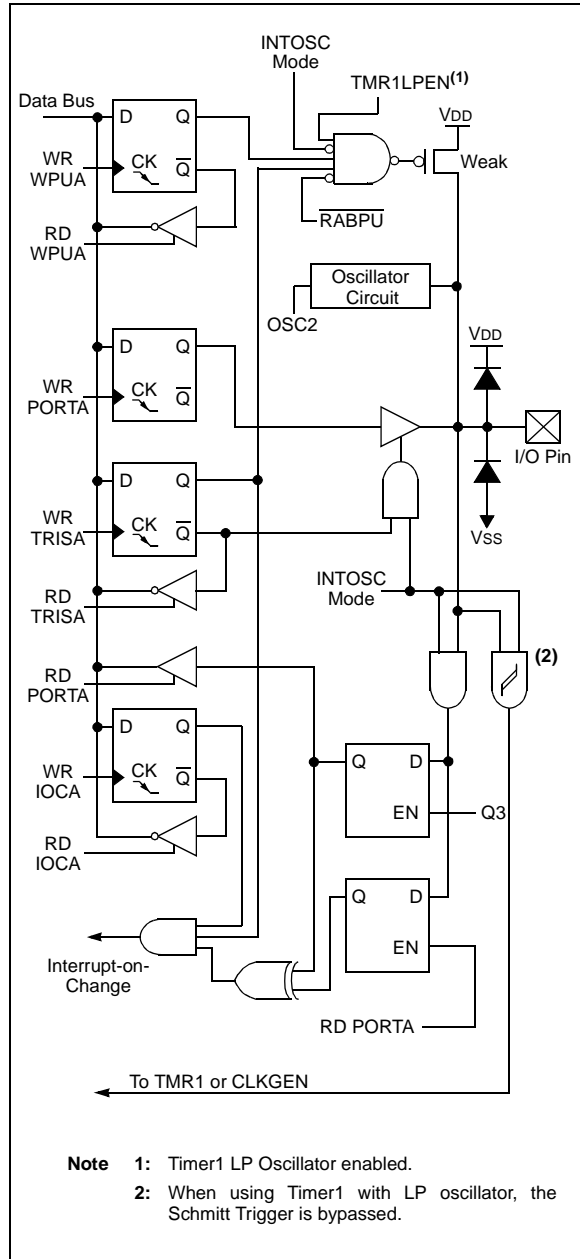 INTOSC
Mode
TMR1LPEN(1)
Data Bus
D Q
VDD
WR
WPUA
CK Q
Weak
RD
WPUA
RABPU
Oscillator
Circuit
OSC2
D Q
VDD
WR
PORTA
CK Q
I/O Pin
D Q
WR
TRISA
CK Q
VSS
INTOSC
Mode
RD
TRISA
(2)
RD
PORTA
D Q
Q D
WR
IOCA
CK Q
EN
Q3
RD
IOCA
Q D
EN
Interrupt-on-
Change
RD PORTA
To TMR1 or CLKGEN
Note 1: Timer1 LP Oscillator enabled.
2: When using Timer1 with LP oscillator, the
Schmitt Trigger is bypassed.